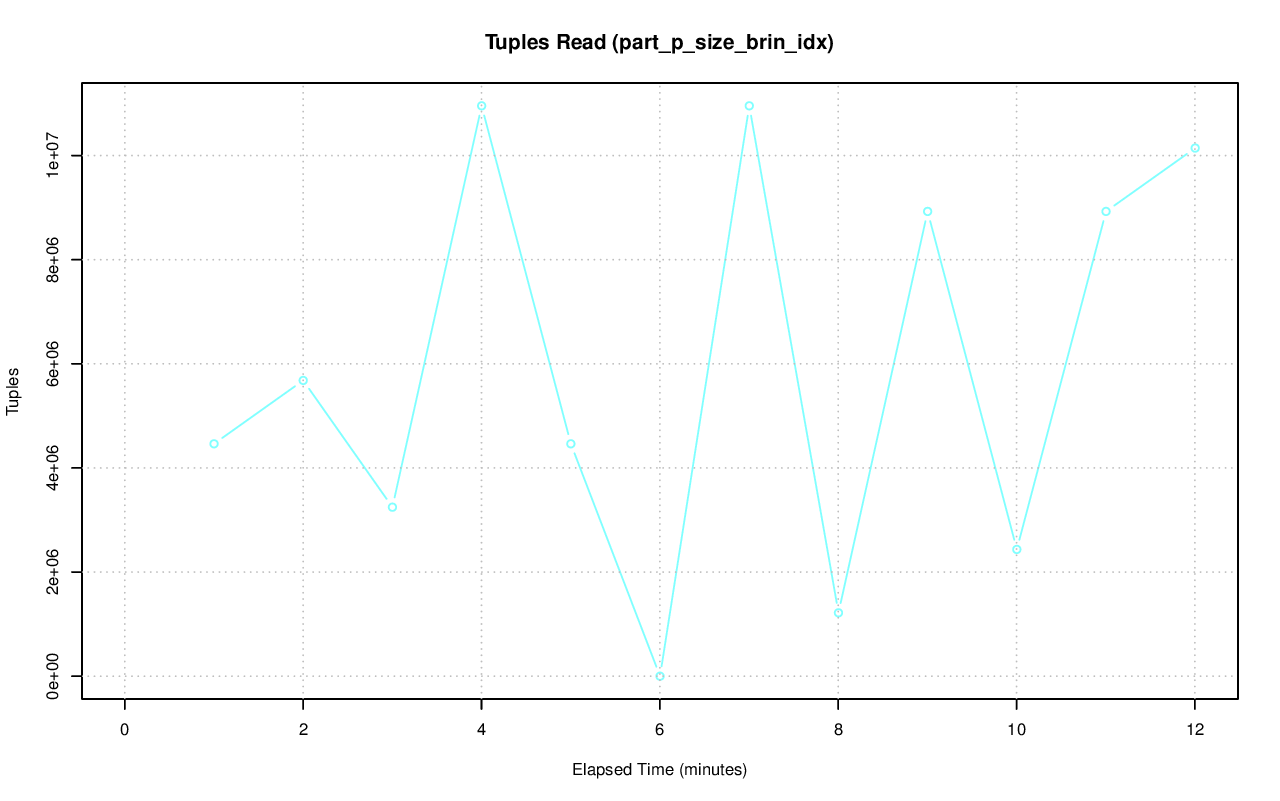 Tuples Read (part_p_size_brin_idx)
Tuples
1e+07
8e+06
6e+06
4e+06
2e+06
0e+00
0 2 4 6 8 10 12
Elapsed Time (minutes)